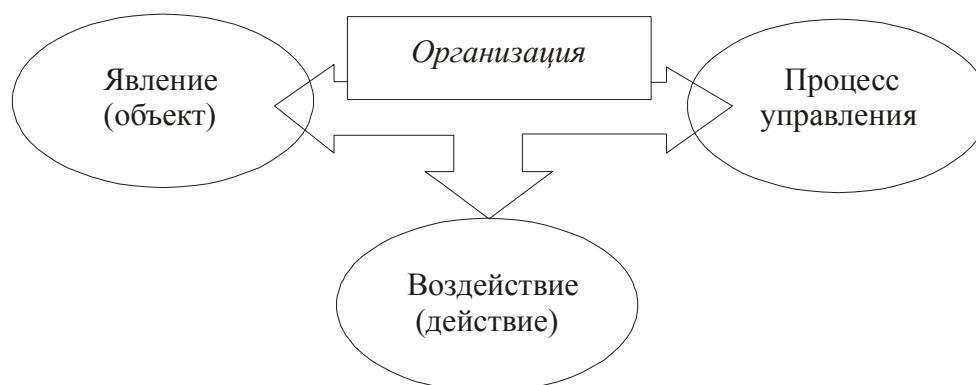 Организация
Явление
(объект)
Процесс
управления
Воздействие
(действие)